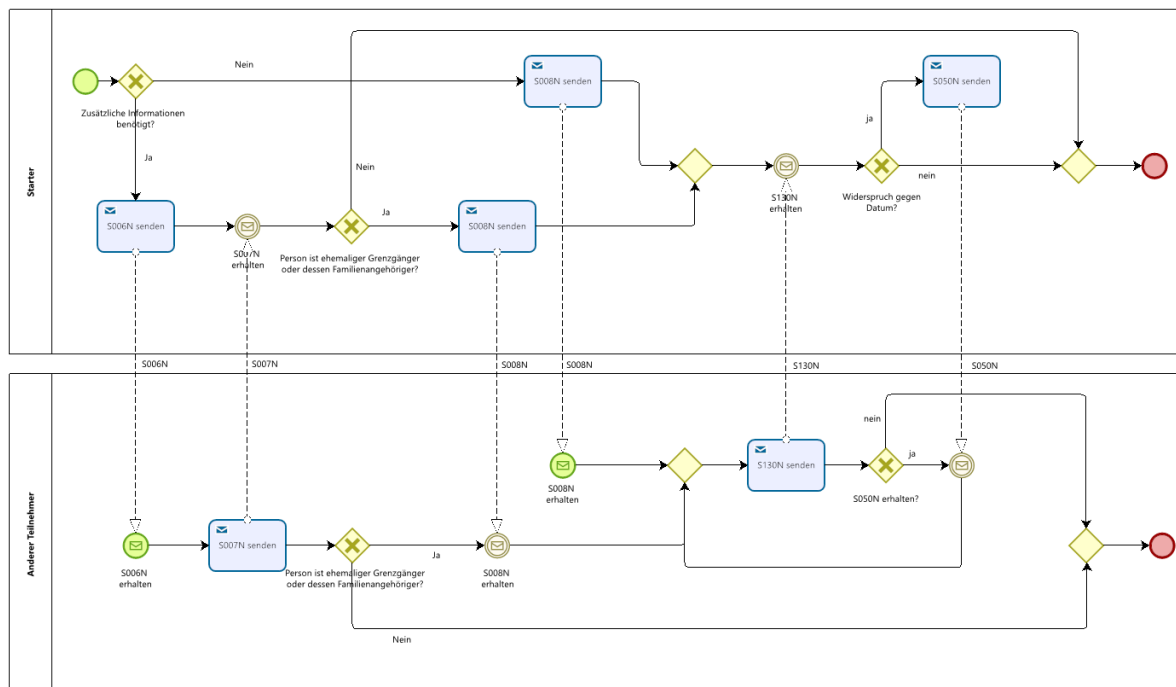 Starter
Nein
S008N senden
S050N senden
Zusätzliche Informationen
benötigt?
ja
Ja
Nein
nein
S130N
erhalten
Widerspruch gegen
Datum?
S006N senden
Ja
S008N senden
S007N
erhalten
Person ist ehemaliger Grenzgänger
oder dessen Familienangehöriger?
S006N
S007N
S008N
S008N
S130N
S050N
Anderer Teilnehmer
nein
S130N senden
ja
S008N
erhalten
S050N erhalten?
S007N senden
Ja
S006N
erhalten
Person ist ehemaliger Grenzgänger
oder dessen Familienangehöriger?
S008N
erhalten
Nein